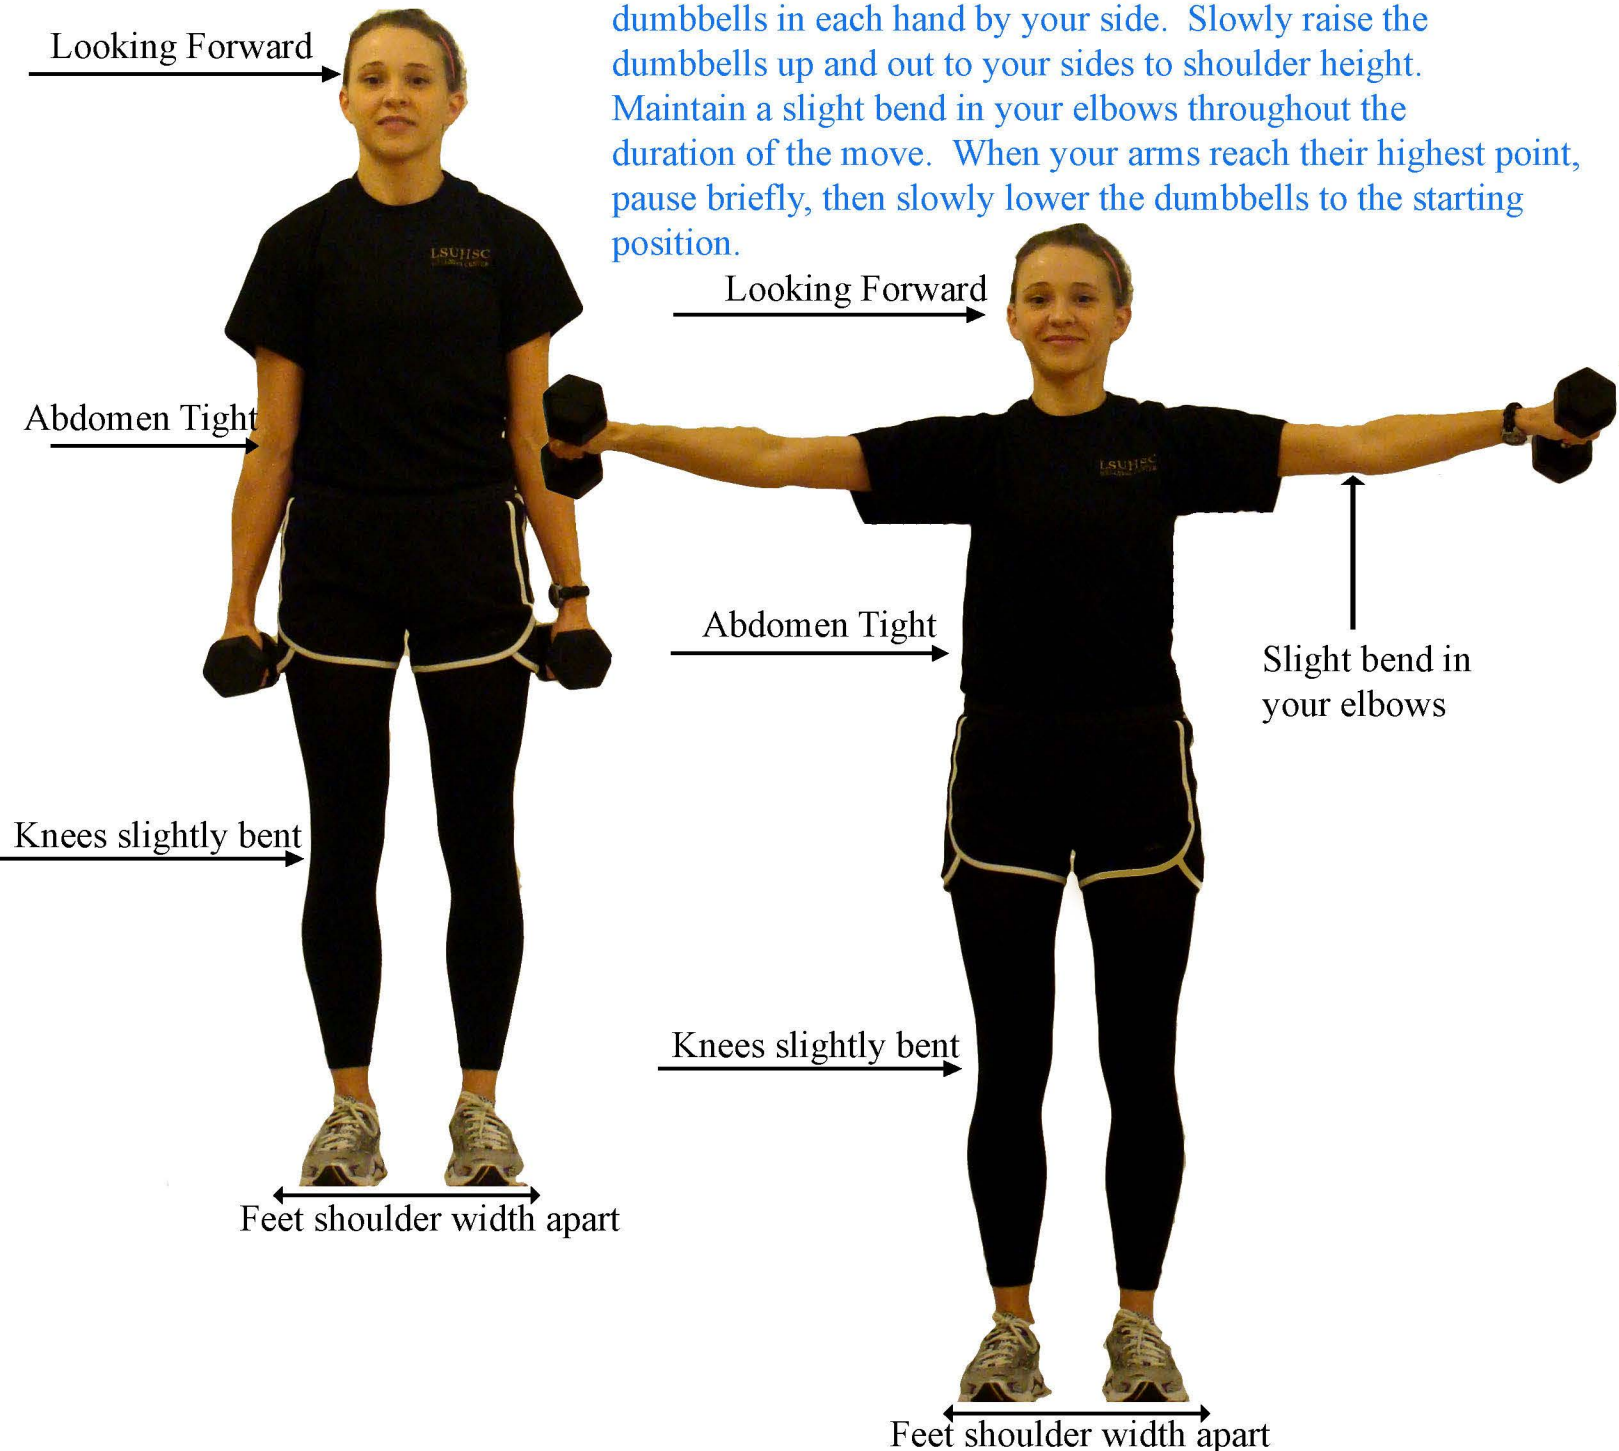 dumbbells in each hand by your side.  Slowly raise the
dumbbells up and out to your sides to shoulder height.
Maintain a slight bend in your elbows throughout the
duration of the move.  When your arms reach their highest point,
pause briefly, then slowly lower the dumbbells to the starting
position.
Looking Forward
LSUHSC
Abdomen Tight
Knees slightly bent
Feet shoulder width apart
Looking Forward
LSUHSC
Abdomen Tight
Slight bend in
your elbows
Knees slightly bent
Feet shoulder width apart